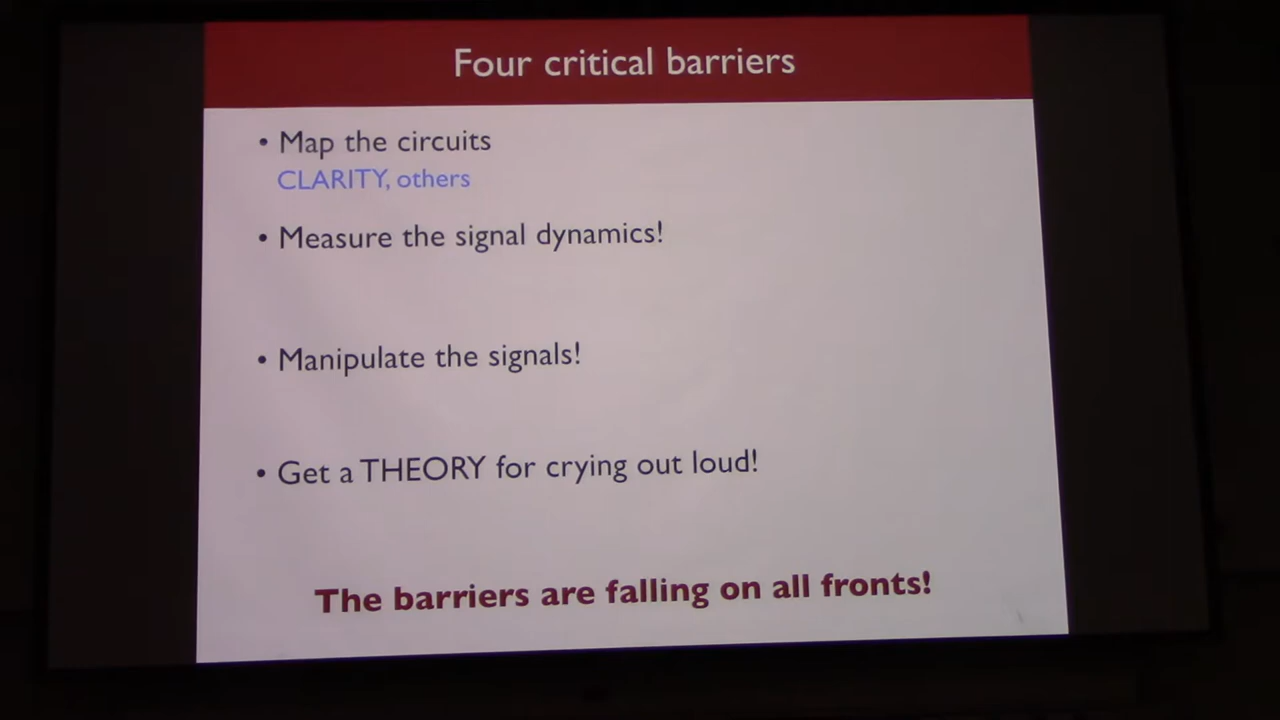 Four critical barriers
• Map the circuits
CLARITY, others
• Measure the signal dynamics!
• Manipulate the signals!
• Get a THEORY for crying out loud!
The barriers are falling on all fronts!